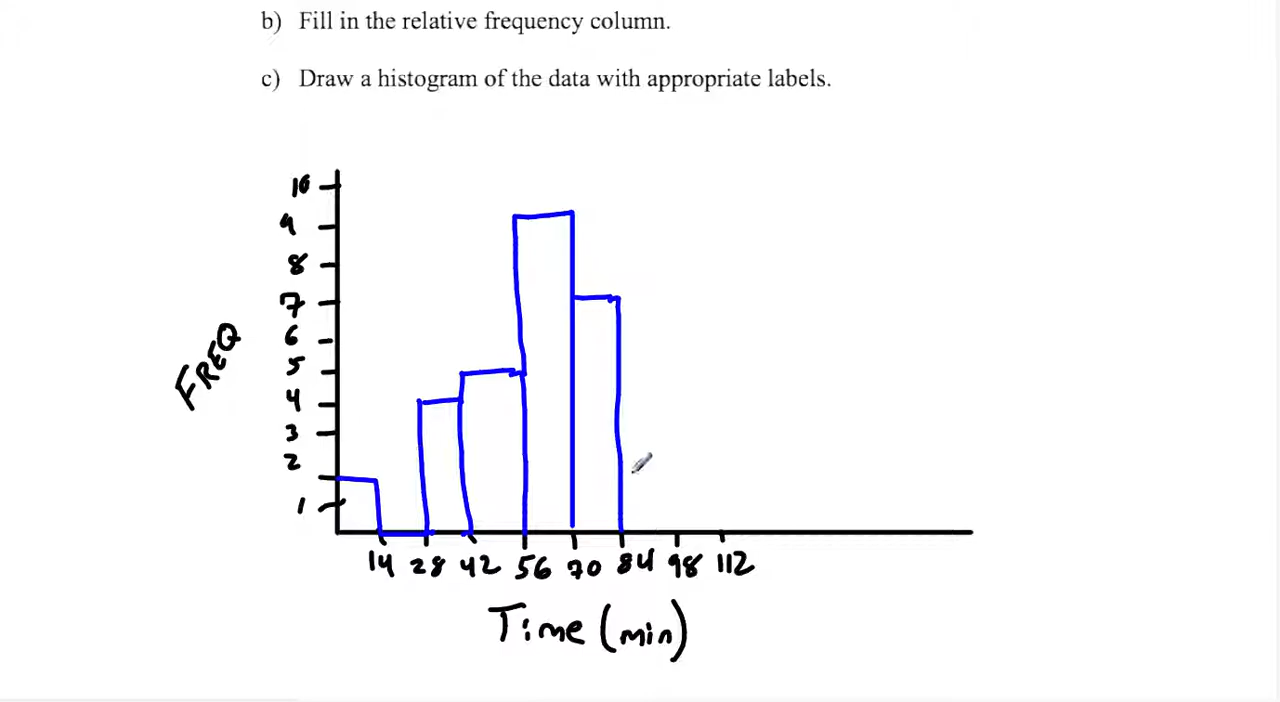 b) Fill in the relative frequency column.
c) Draw a histogram of the data with appropriate labels.
10
9
8
7
6
5
4
3
2
1
FREQ
14 28 42 56 70 84 98 112
Time (min)